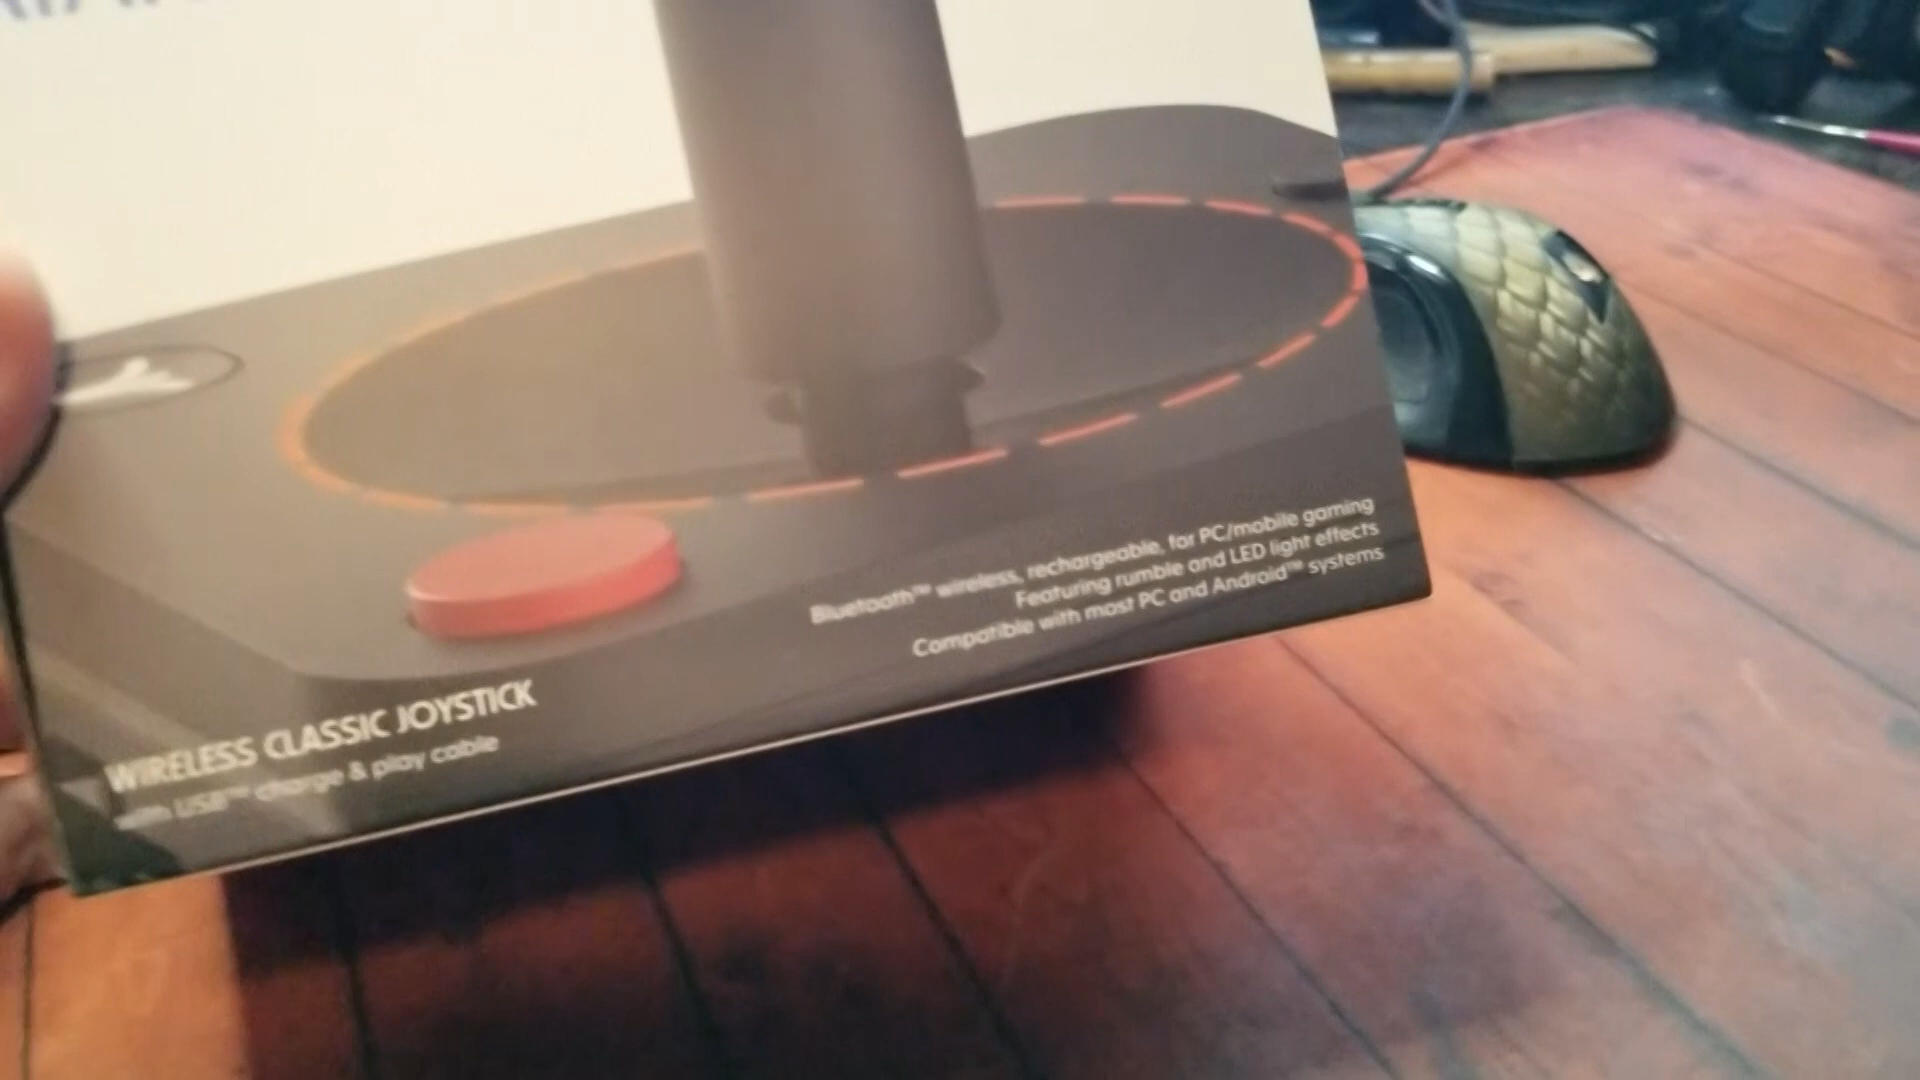 Bluetooth™ wireless, rechargeable, for PC/mobile gaming
Featuring rumble and LED light effects
Compatible with most PC and Android™ systems
WIRELESS CLASSIC JOYSTICK
with USB™ charge & play cable